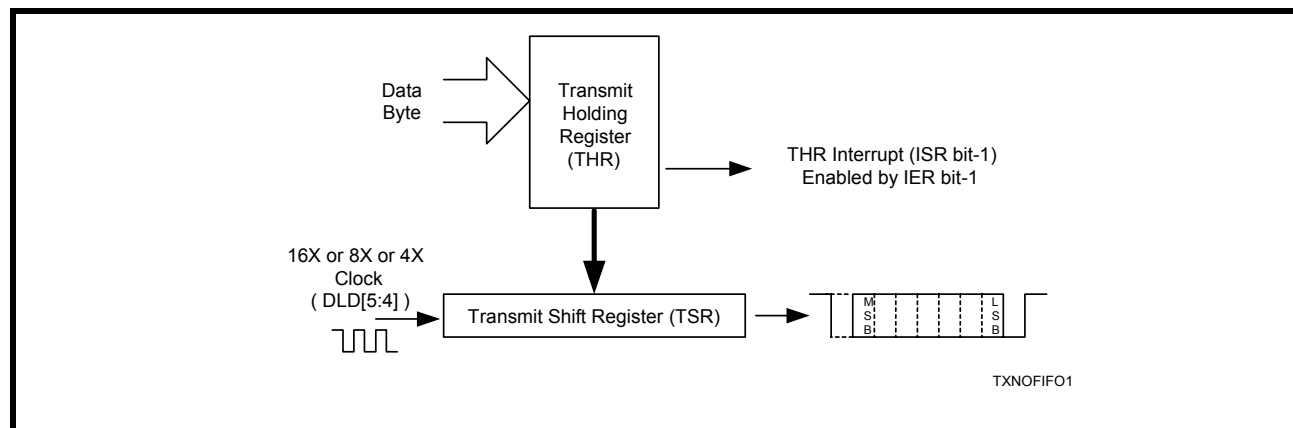 Data
Byte
Transmit
Holding
Register
(THR)
THR Interrupt (ISR bit-1)
Enabled by IER bit-1
16X or 8X or 4X
Clock
( DLD[5:4] )
Transmit Shift Register (TSR)
M
S
B
L
S
B
TXNOFIFO1